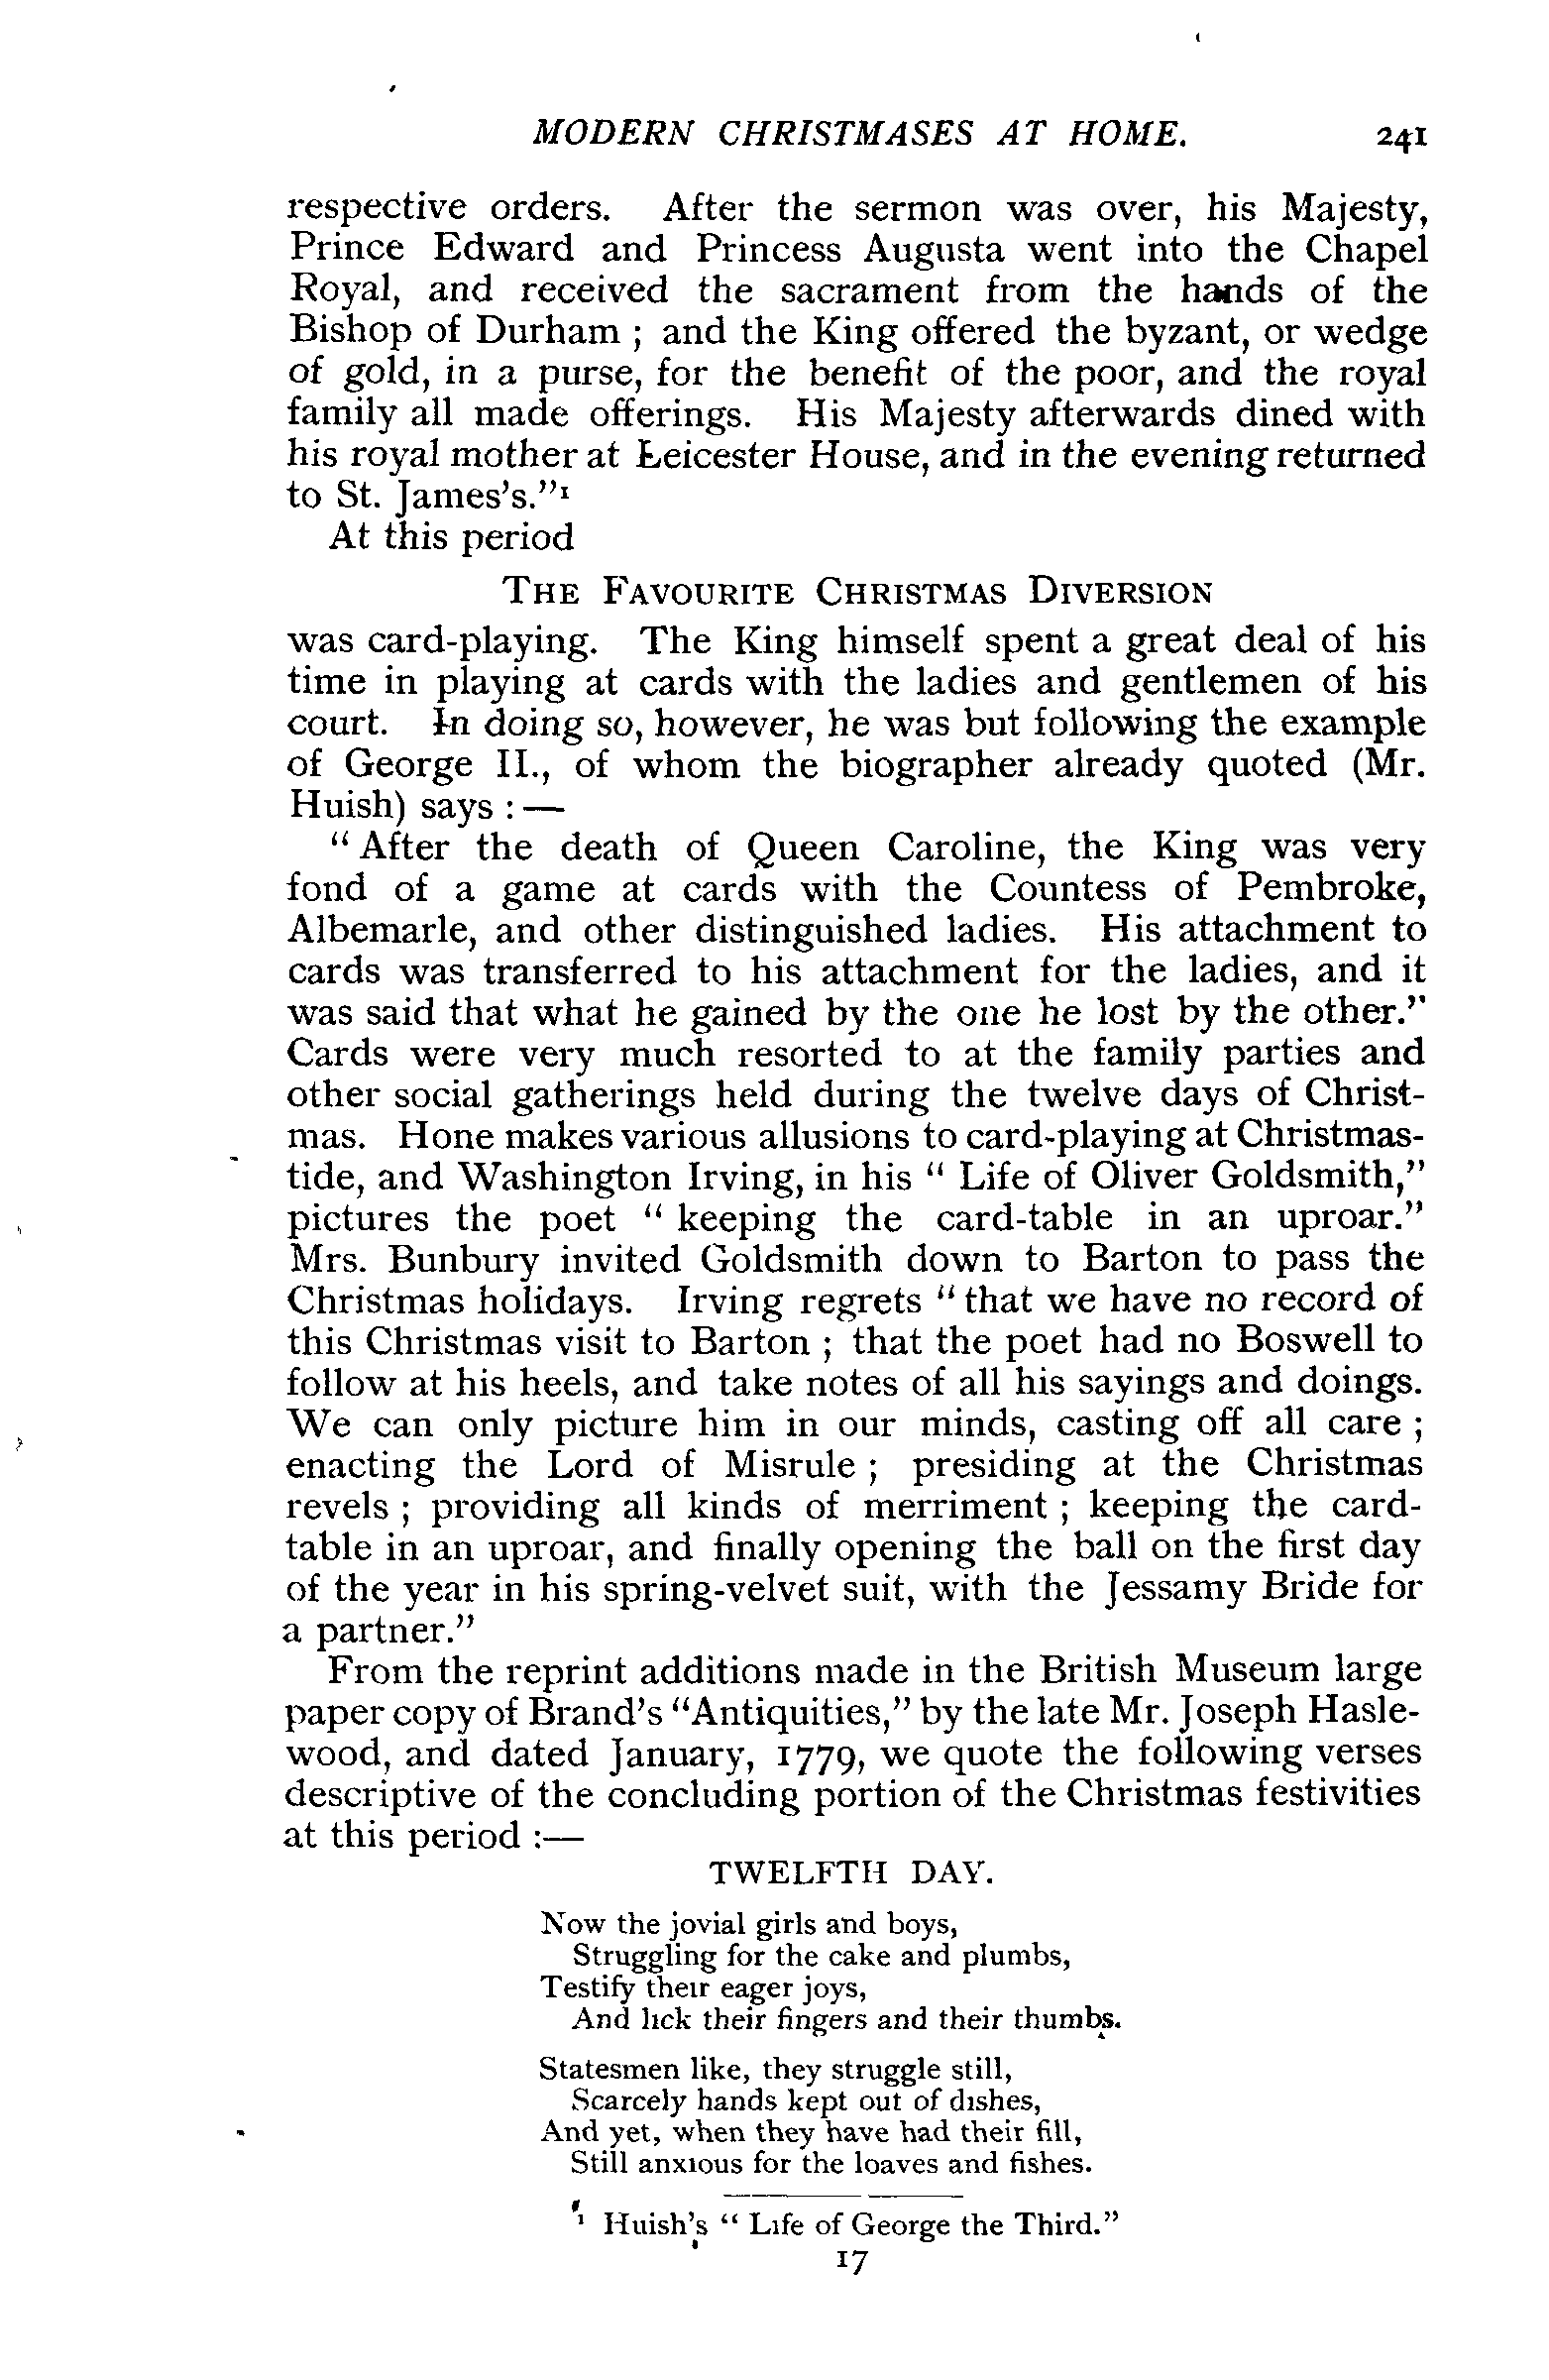 MODERN CHRISTMASES AT HOME. 241
respective orders. After the sermon was over, his Majesty,
Prince Edward and Princess Augusta went into the Chapel
Royal, and received the sacrament from the hands of the
Bishop of Durham ; and the King offered the byzant, or wedge
of gold, in a purse, for the benefit of the poor, and the royal
family all made offerings. His Majesty afterwards dined with
his royal mother at Leicester House, and in the evening returned
to St. James's."¹
At this period
THE FAVOURITE CHRISTMAS DIVERSION
was card-playing. The King himself spent a great deal of his
time in playing at cards with the ladies and gentlemen of his
court. In doing so, however, he was but following the example
of George II., of whom the biographer already quoted (Mr.
Huish) says :—
" After the death of Queen Caroline, the King was very
fond of a game at cards with the Countess of Pembroke,
Albemarle, and other distinguished ladies. His attachment to
cards was transferred to his attachment for the ladies, and it
was said that what he gained by the one he lost by the other."
Cards were very much resorted to at the family parties and
other social gatherings held during the twelve days of Christ-
mas. Hone makes various allusions to card-playing at Christmas-
tide, and Washington Irving, in his " Life of Oliver Goldsmith,"
pictures the poet " keeping the card-table in an uproar."
Mrs. Bunbury invited Goldsmith down to Barton to pass the
Christmas holidays. Irving regrets " that we have no record of
this Christmas visit to Barton ; that the poet had no Boswell to
follow at his heels, and take notes of all his sayings and doings.
We can only picture him in our minds, casting off all care ;
enacting the Lord of Misrule ; presiding at the Christmas
revels ; providing all kinds of merriment ; keeping the card-
table in an uproar, and finally opening the ball on the first day
of the year in his spring-velvet suit, with the Jessamy Bride for
a partner."
From the reprint additions made in the British Museum large
paper copy of Brand's "Antiquities," by the late Mr. Joseph Hasle-
wood, and dated January, 1779, we quote the following verses
descriptive of the concluding portion of the Christmas festivities
at this period :—
TWELFTH DAY.
Now the jovial girls and boys,
Struggling for the cake and plumbs,
Testify their eager joys,
And lick their fingers and their thumbs.
Statesmen like, they struggle still,
Scarcely hands kept out of dishes,
And yet, when they have had their fill,
Still anxious for the loaves and fishes.
¹ Huish's " Life of George the Third."
17